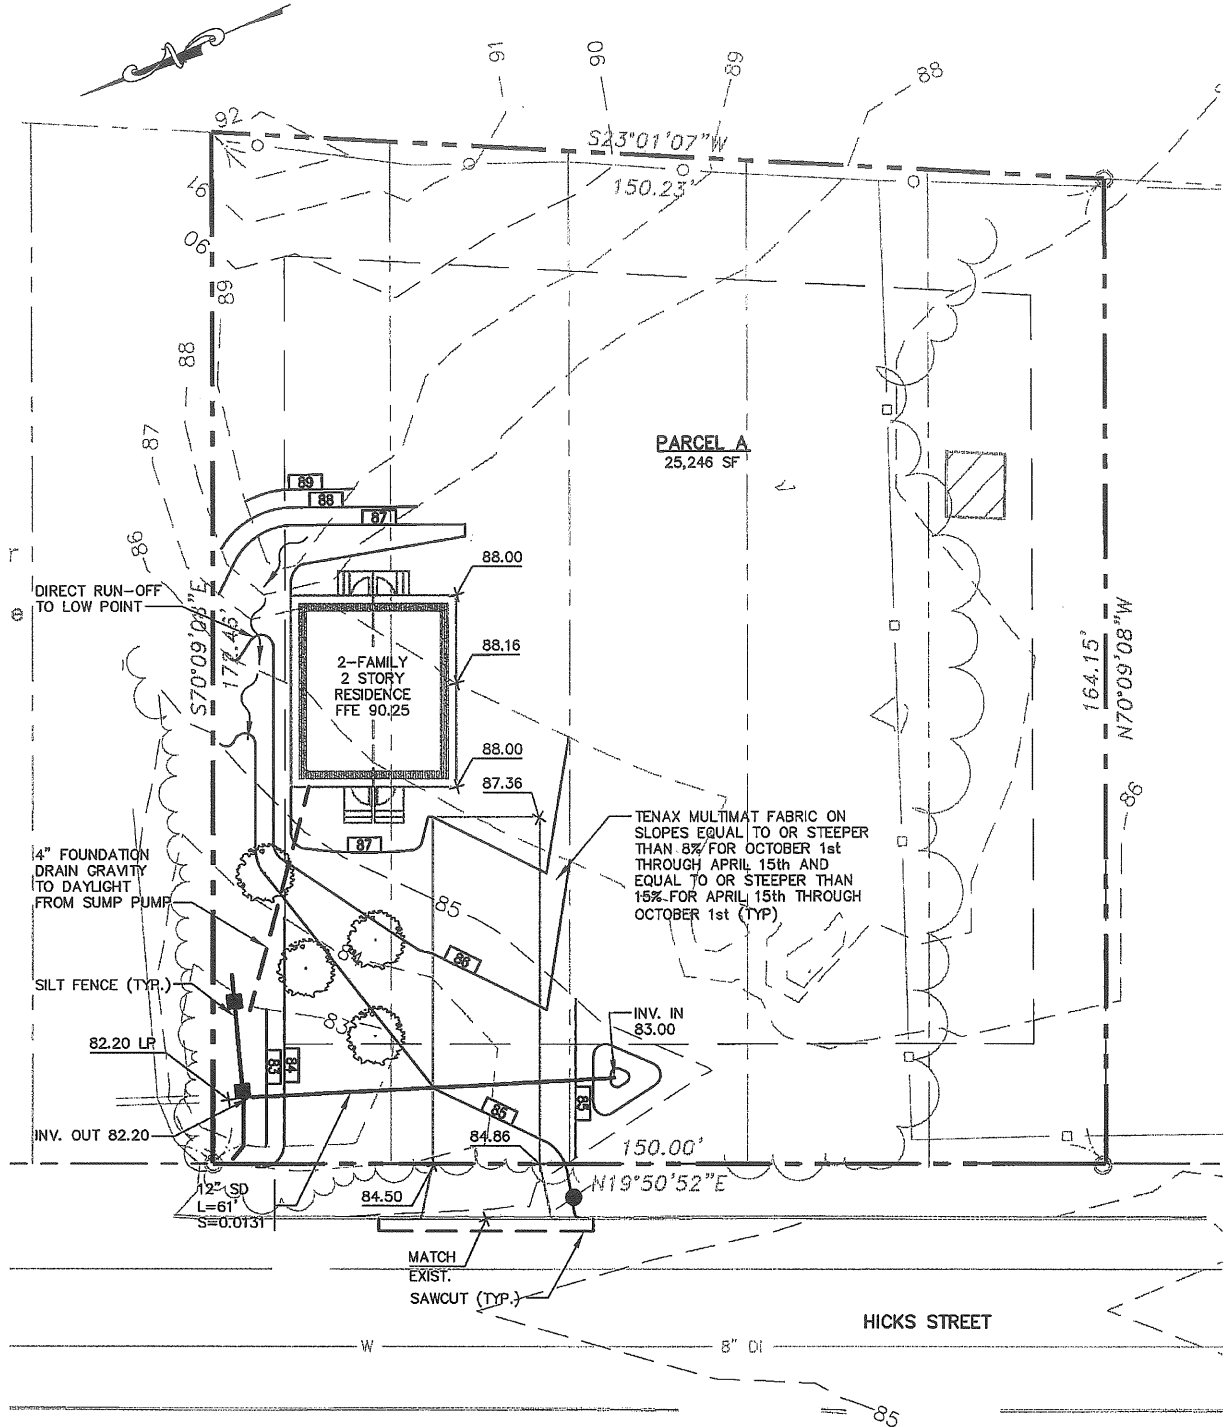 91
90
89
88
92
S23°01'07"W
150.23'
91
90
89
88
87
86
PARCEL A
25,246 SF
89
88
87
88.00
DIRECT RUN-OFF
TO LOW POINT
S70°09'08"E
88.16
2-FAMILY
2 STORY
RESIDENCE
FFE 90.25
164.15'
N70°09'08"W
88.00
87.36
86
TENAX MULTIMAT FABRIC ON
SLOPES EQUAL TO OR STEEPER
THAN 8% FOR OCTOBER 1st
THROUGH APRIL 15th AND
EQUAL TO OR STEEPER THAN
15% FOR APRIL 15th THROUGH
OCTOBER 1st (TYP)
87
4" FOUNDATION
DRAIN GRAVITY
TO DAYLIGHT
FROM SUMP PUMP
85
84
86
SILT FENCE (TYP.)
83
INV. IN
83.00
82.20 LP
83
84
85
85
INV. OUT 82.20
84.86
150.00'
N19°50'52"E
12" SD
L=61'
S=0.0131
84.50
MATCH
EXIST.
SAWCUT (TYP.)
HICKS STREET
W
8" DI
85